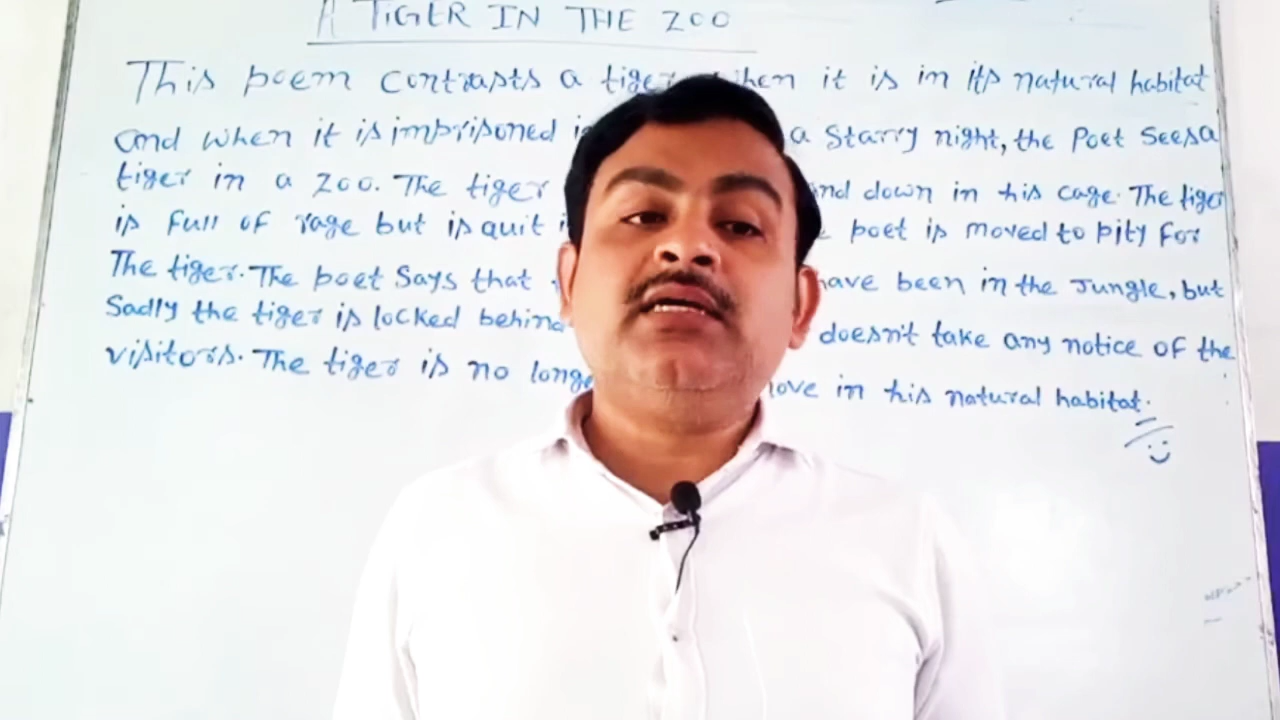 A TIGER IN THE ZOO
This poem contrasts a tiger when it is in its natural habitat
and when it is imprisoned a starry night, the Poet Sees a
tiger in a zoo. The tiger and down in his cage. The tiger
is full of rage but is quit poet is moved to pity for
The tiger. The poet Says that have been in the Jungle, but
Sadly the tiger is locked behind doesn't take any notice of the
visitors. The tiger is no longe move in his natural habitat.